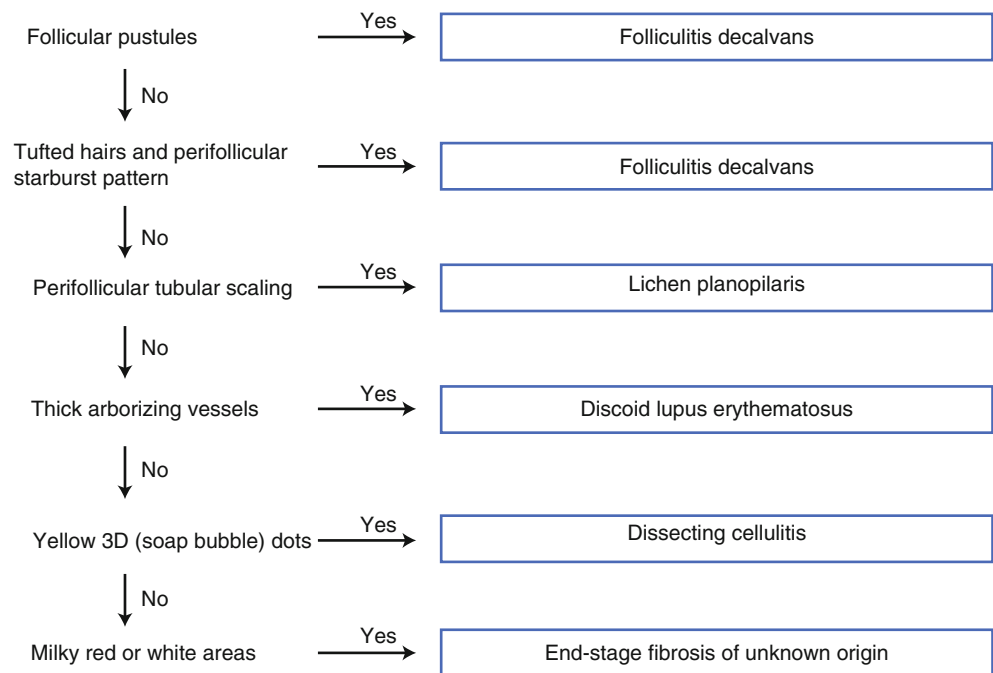 Follicular pustules Yes Folliculitis decalvans
No
Tufted hairs and perifollicular
starburst pattern Yes Folliculitis decalvans
No
Perifollicular tubular scaling Yes Lichen planopilaris
No
Thick arborizing vessels Yes Discoid lupus erythematosus
No
Yellow 3D (soap bubble) dots Yes Dissecting cellulitis
No
Milky red or white areas Yes End-stage fibrosis of unknown origin